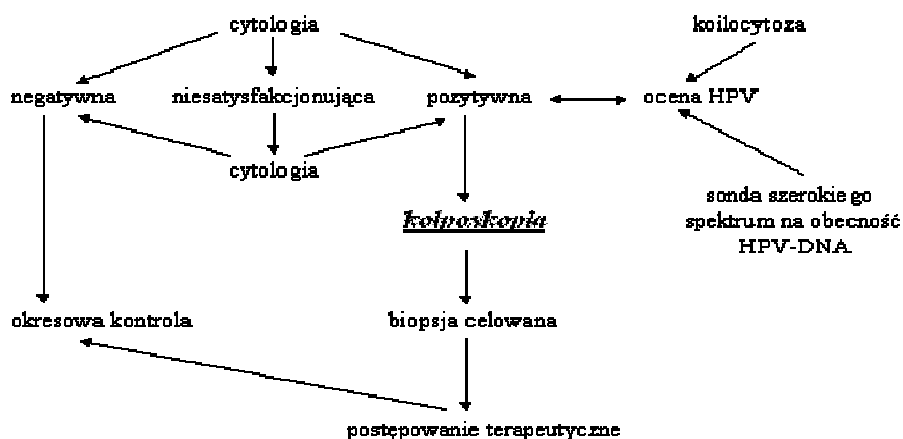 cytologia
koilocytoza
negatywna
niesatysfakcjonująca
pozytywna
ocena HPV
cytologia
kolposkopia
sonda szerokiego
spektrum na obecność
HPV-DNA
okresowa kontrola
biopsja celowana
postępowanie terapeutyczne